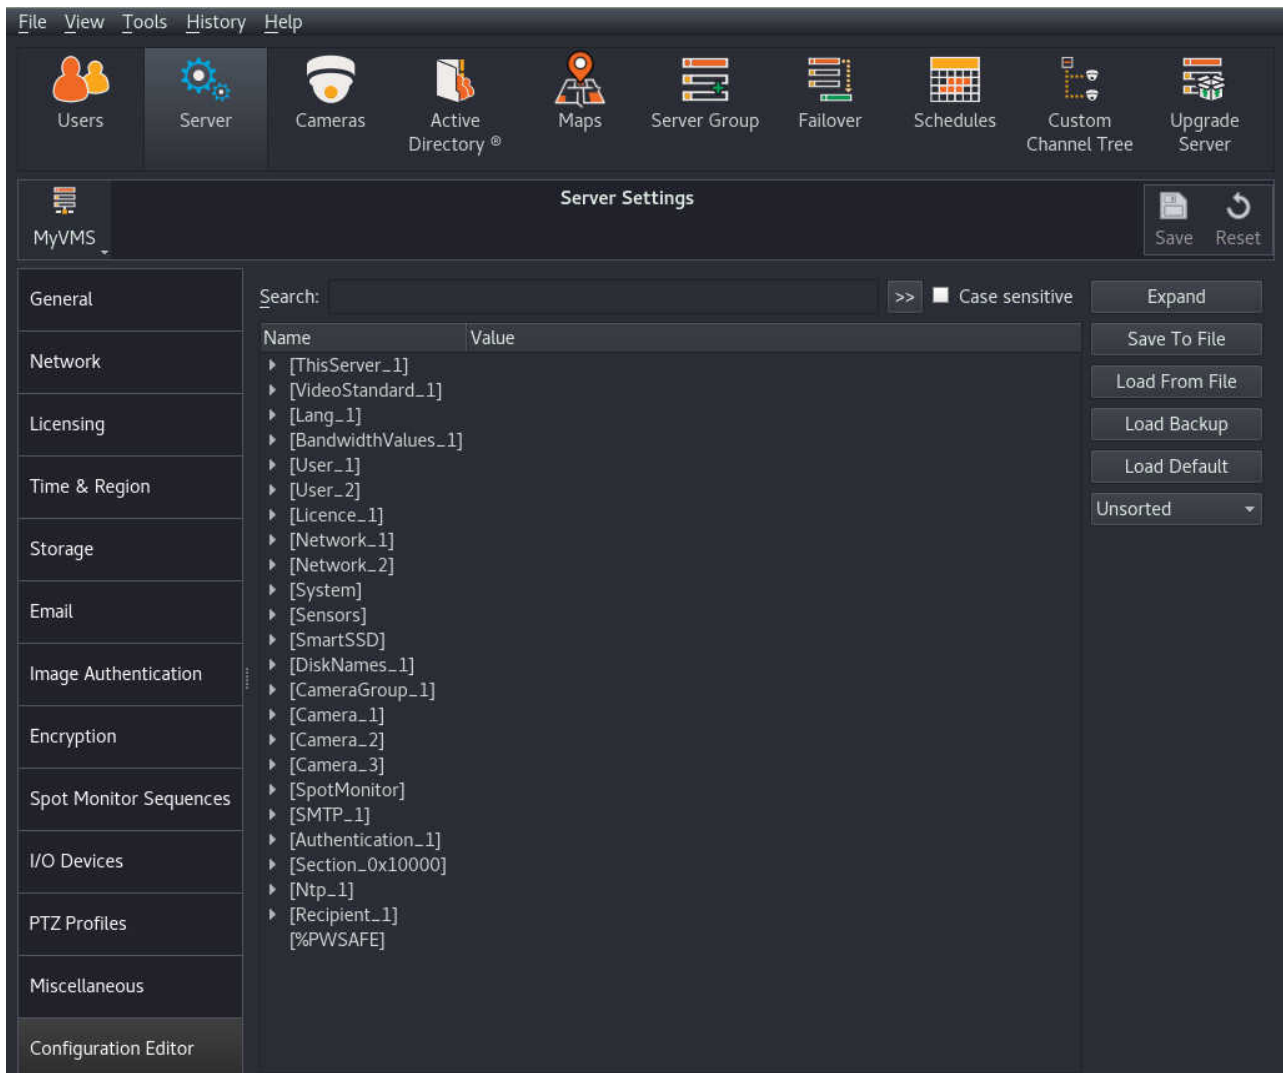 File View Tools History Help
Users Server Cameras Active Directory ® Maps Server Group Failover Schedules Custom Channel Tree Upgrade Server
MyVMS
Server Settings
Save Reset
General
Network
Licensing
Time & Region
Storage
Email
Image Authentication
Encryption
Spot Monitor Sequences
I/O Devices
PTZ Profiles
Miscellaneous
Configuration Editor
Search: >> Case sensitive
Name Value
[ThisServer_1]
[VideoStandard_1]
[Lang_1]
[BandwidthValues_1]
[User_1]
[User_2]
[Licence_1]
[Network_1]
[Network_2]
[System]
[Sensors]
[SmartSSD]
[DiskNames_1]
[CameraGroup_1]
[Camera_1]
[Camera_2]
[Camera_3]
[SpotMonitor]
[SMTP_1]
[Authentication_1]
[Section_0x10000]
[Ntp_1]
[Recipient_1]
[%PWSAFE]
Expand
Save To File
Load From File
Load Backup
Load Default
Unsorted